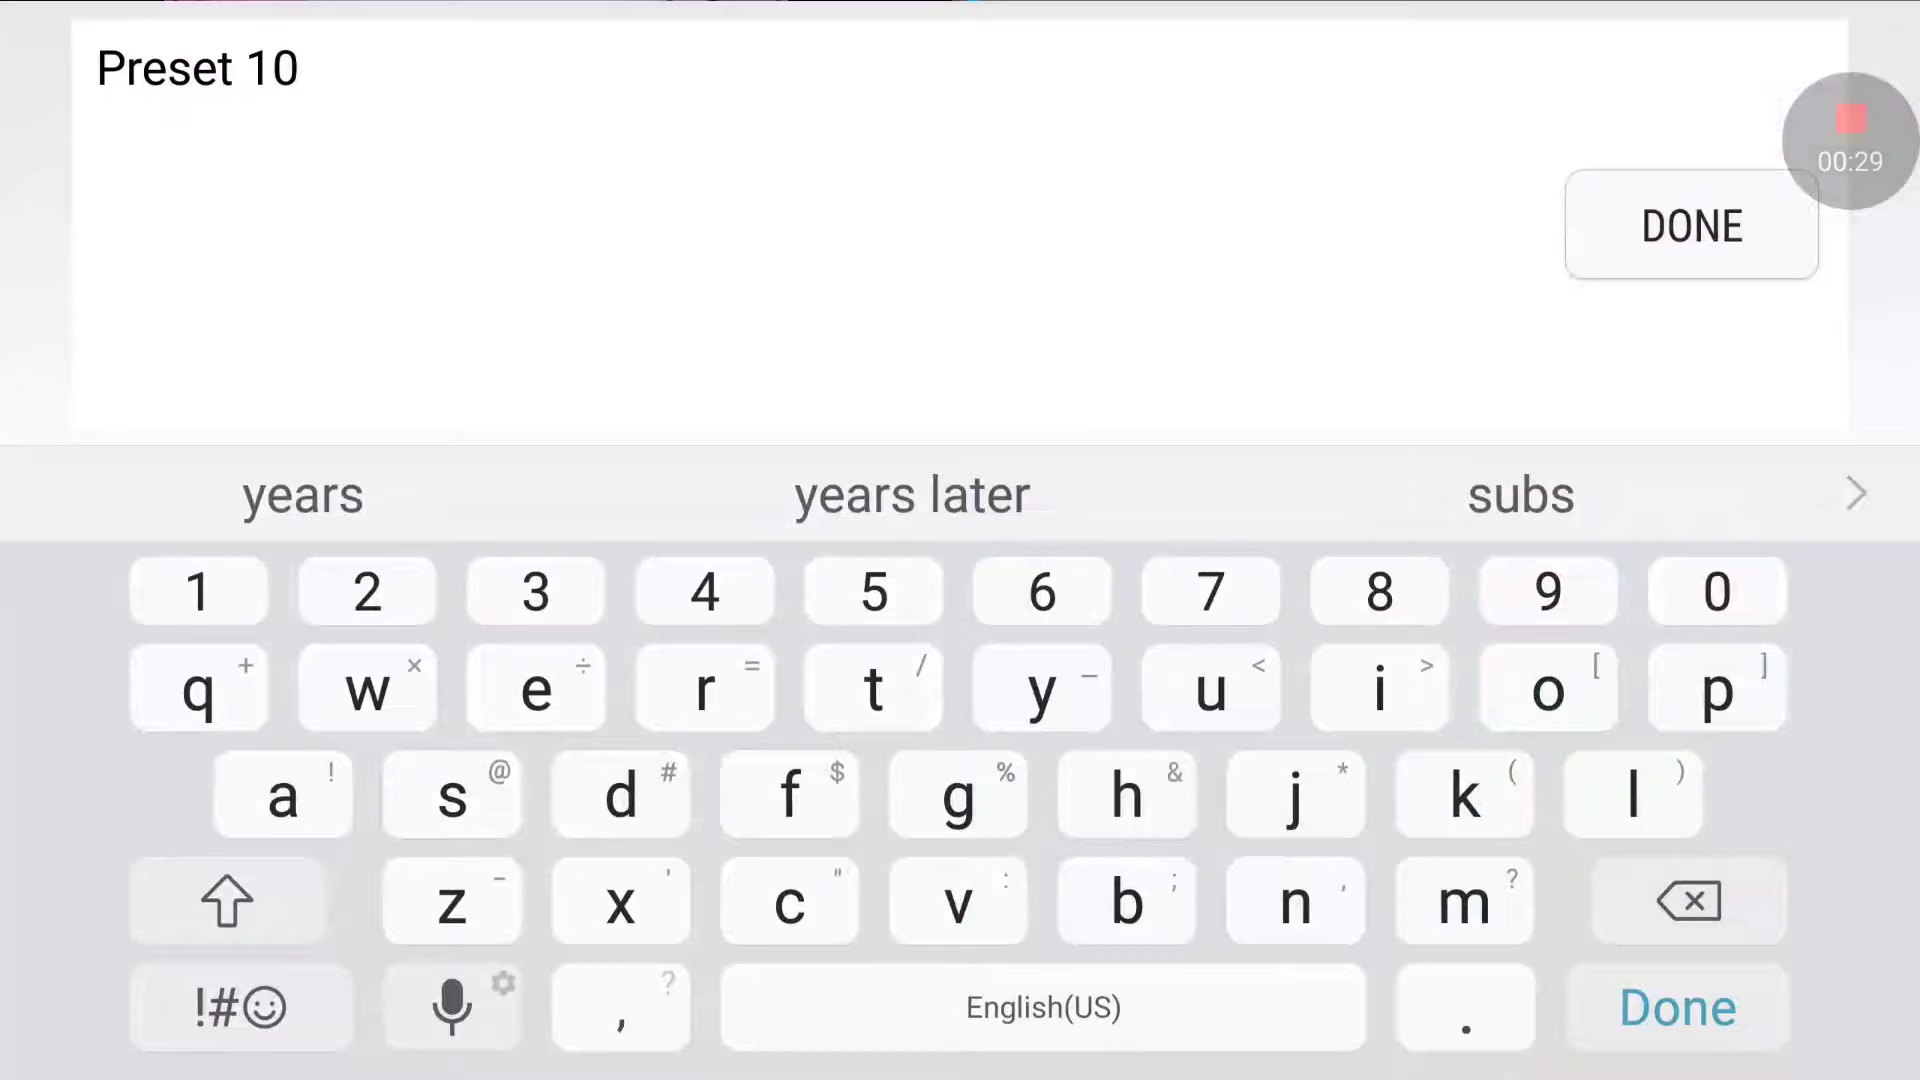 Preset 10
00:29
DONE
years years later subs >
1 2 3 4 5 6 7 8 9 0
q + w × e ÷ r = t / y _ u < i > o [ p ]
a ! s @ d # f $ g % h & j * k ( l )
z - x ' c " v : b ; n , m ?
!#☺ , ? English(US) . Done